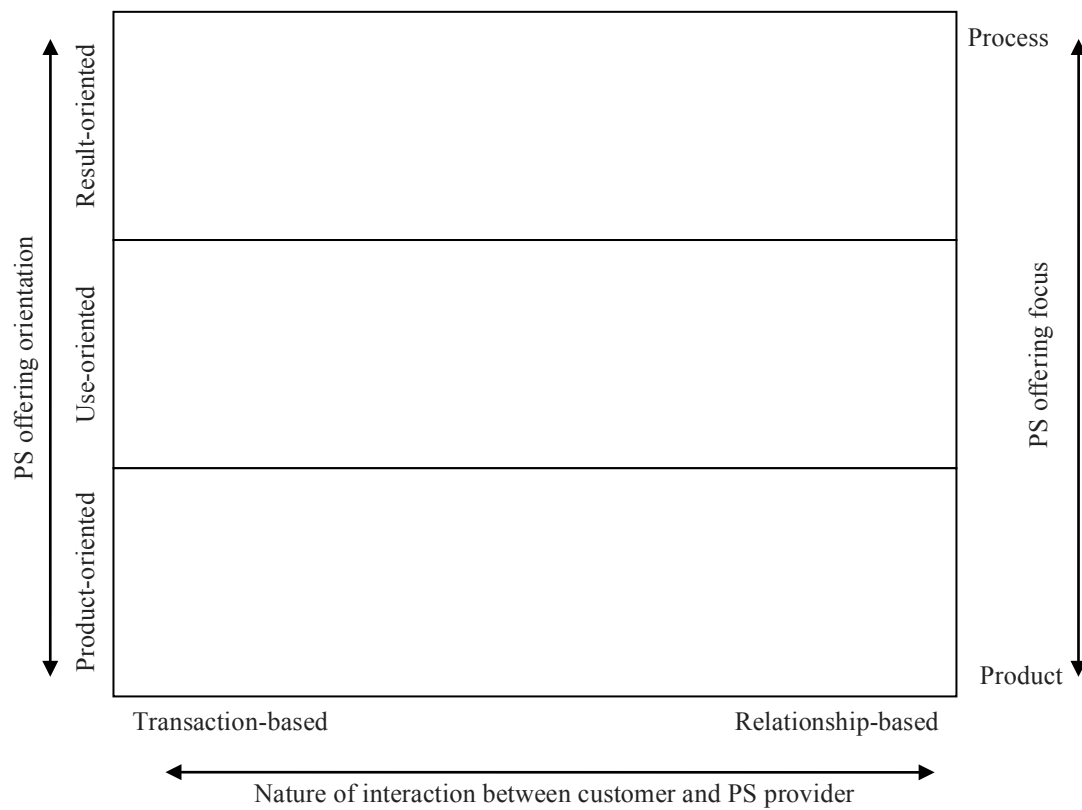 Process
Result-oriented
Use-oriented
Product-oriented
PS offering orientation
PS offering focus
Product
Transaction-based
Relationship-based
Nature of interaction between customer and PS provider